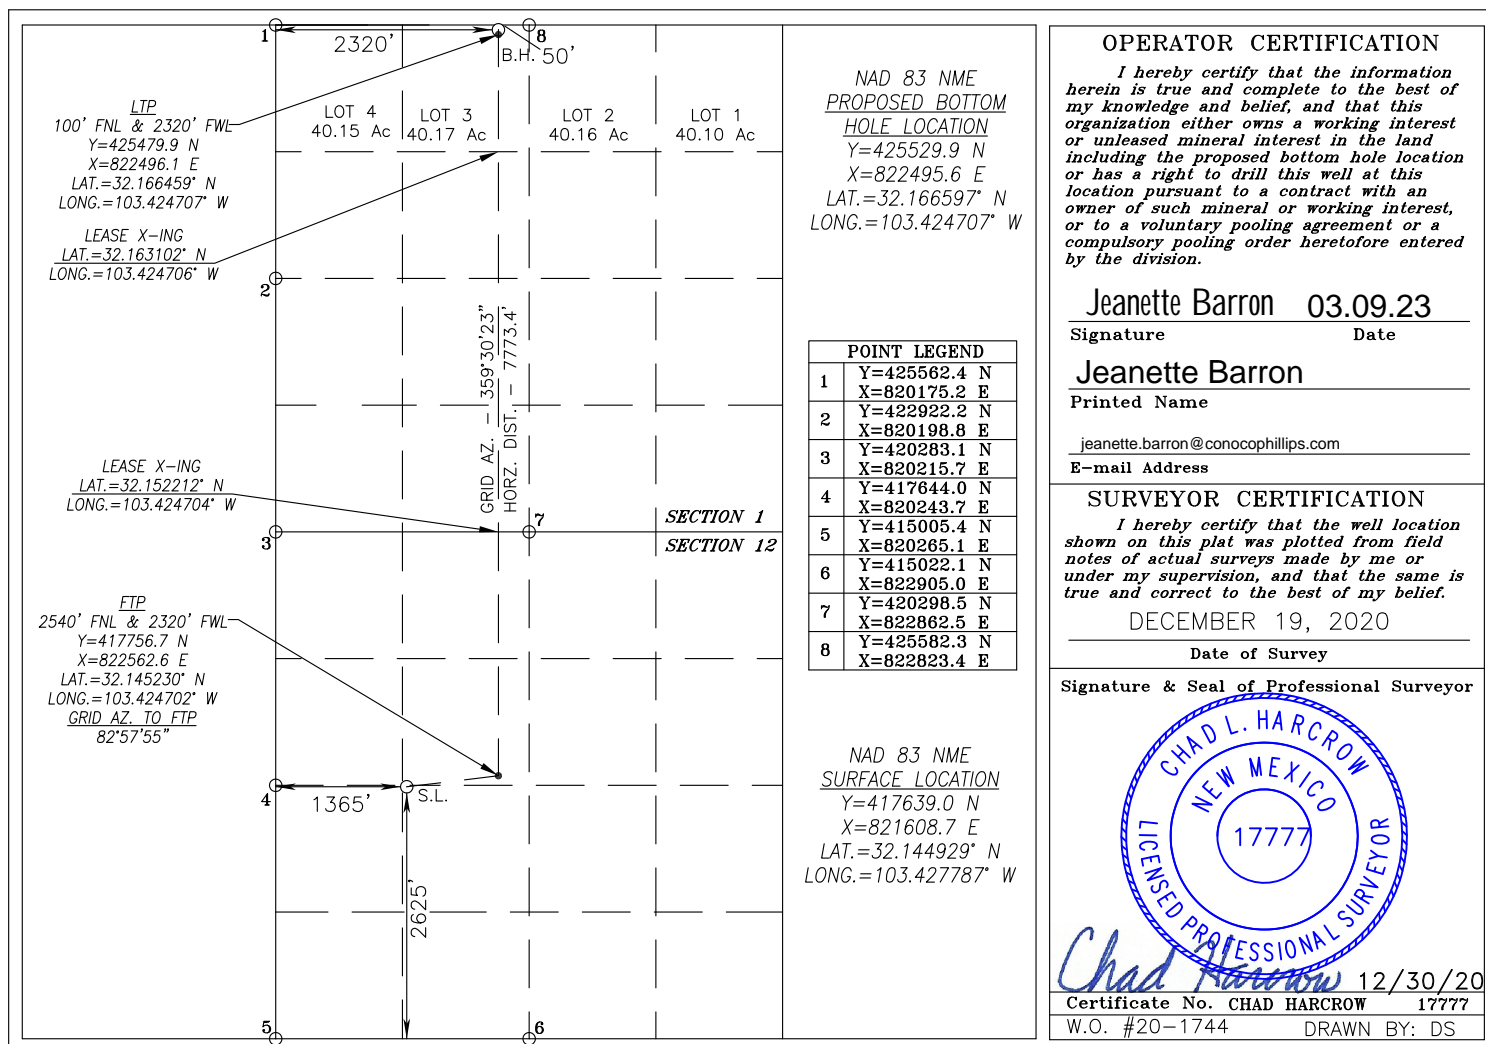 1
2320'
8
B.H. 50'
LTP
100' FNL & 2320' FWL
Y=425479.9 N
X=822496.1 E
LAT.=32.166459° N
LONG.=103.424707° W
LOT 4
40.15 Ac
LOT 3
40.17 Ac
LOT 2
40.16 Ac
LOT 1
40.10 Ac
LEASE X-ING
LAT.=32.163102° N
LONG.=103.424706° W
2
GRID AZ. - 359°30'23"
HORZ. DIST. - 7773.4'
LEASE X-ING
LAT.=32.152212° N
LONG.=103.424704° W
3
7
SECTION 1
SECTION 12
FTP
2540' FNL & 2320' FWL
Y=417756.7 N
X=822562.6 E
LAT.=32.145230° N
LONG.=103.424702° W
GRID AZ. TO FTP
82°57'55"
4
1365'
S.L.
2625'
5
6
NAD 83 NME
PROPOSED BOTTOM
HOLE LOCATION
Y=425529.9 N
X=822495.6 E
LAT.=32.166597° N
LONG.=103.424707° W
POINT LEGEND
1 Y=425562.4 N
X=820175.2 E
2 Y=422922.2 N
X=820198.8 E
3 Y=420283.1 N
X=820215.7 E
4 Y=417644.0 N
X=820243.7 E
5 Y=415005.4 N
X=820265.1 E
6 Y=415022.1 N
X=822905.0 E
7 Y=420298.5 N
X=822862.5 E
8 Y=425582.3 N
X=822823.4 E
NAD 83 NME
SURFACE LOCATION
Y=417639.0 N
X=821608.7 E
LAT.=32.144929° N
LONG.=103.427787° W
OPERATOR CERTIFICATION
I hereby certify that the information
herein is true and complete to the best of
my knowledge and belief, and that this
organization either owns a working interest
or unleased mineral interest in the land
including the proposed bottom hole location
or has a right to drill this well at this
location pursuant to a contract with an
owner of such mineral or working interest,
or to a voluntary pooling agreement or a
compulsory pooling order heretofore entered
by the division.
Jeanette Barron 03.09.23
Signature Date
Jeanette Barron
Printed Name
jeanette.barron@conocophillips.com
E-mail Address
SURVEYOR CERTIFICATION
I hereby certify that the well location
shown on this plat was plotted from field
notes of actual surveys made by me or
under my supervision, and that the same is
true and correct to the best of my belief.
DECEMBER 19, 2020
Date of Survey
Signature & Seal of Professional Surveyor
CHAD L. HARCROW
NEW MEXICO
17777
LICENSED PROFESSIONAL SURVEYOR
Chad Harcrow 12/30/20
Certificate No. CHAD HARCROW 17777
W.O. #20-1744 DRAWN BY: DS